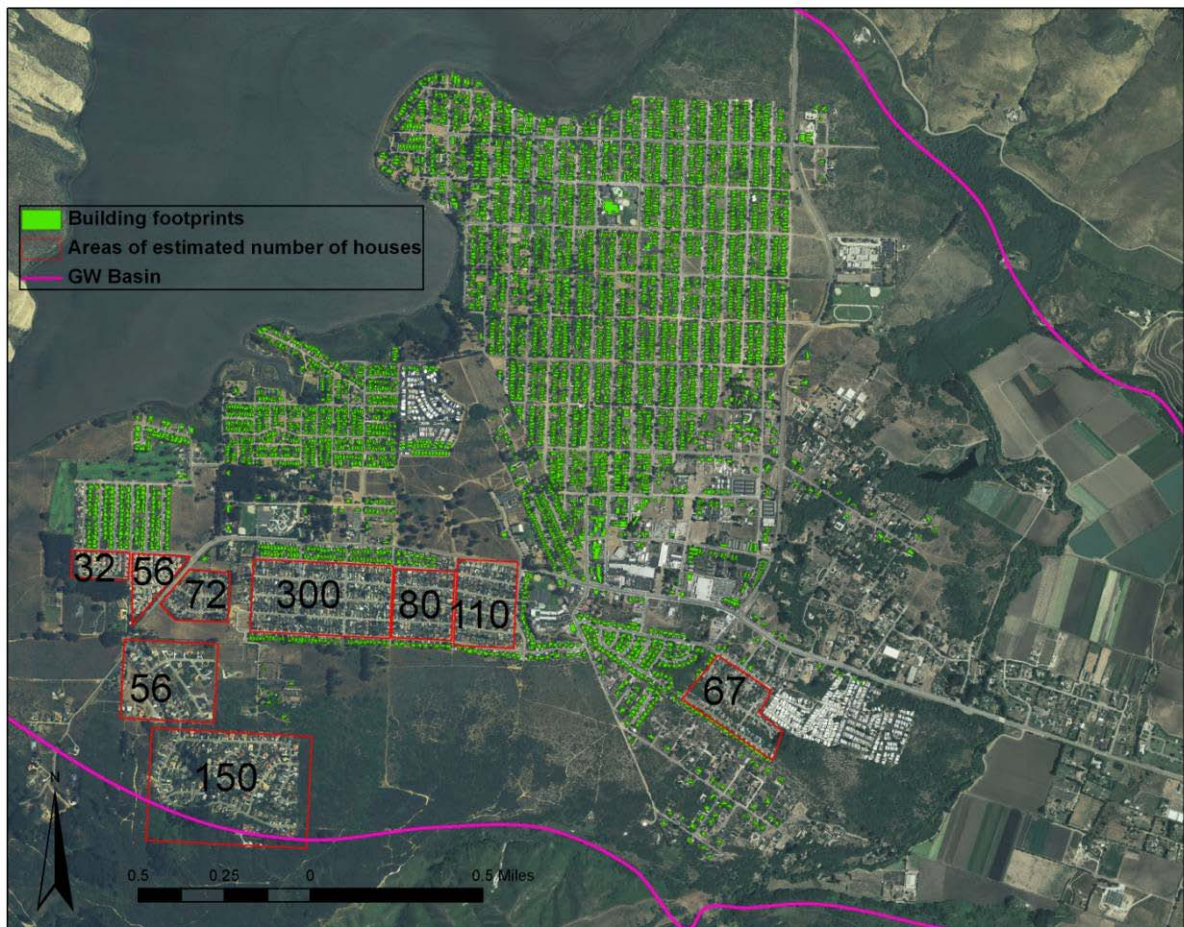 Building footprints
Areas of estimated number of houses
GW Basin
32
56
72
300
80
110
56
67
150
N
0.5 0.25 0 0.5 Miles